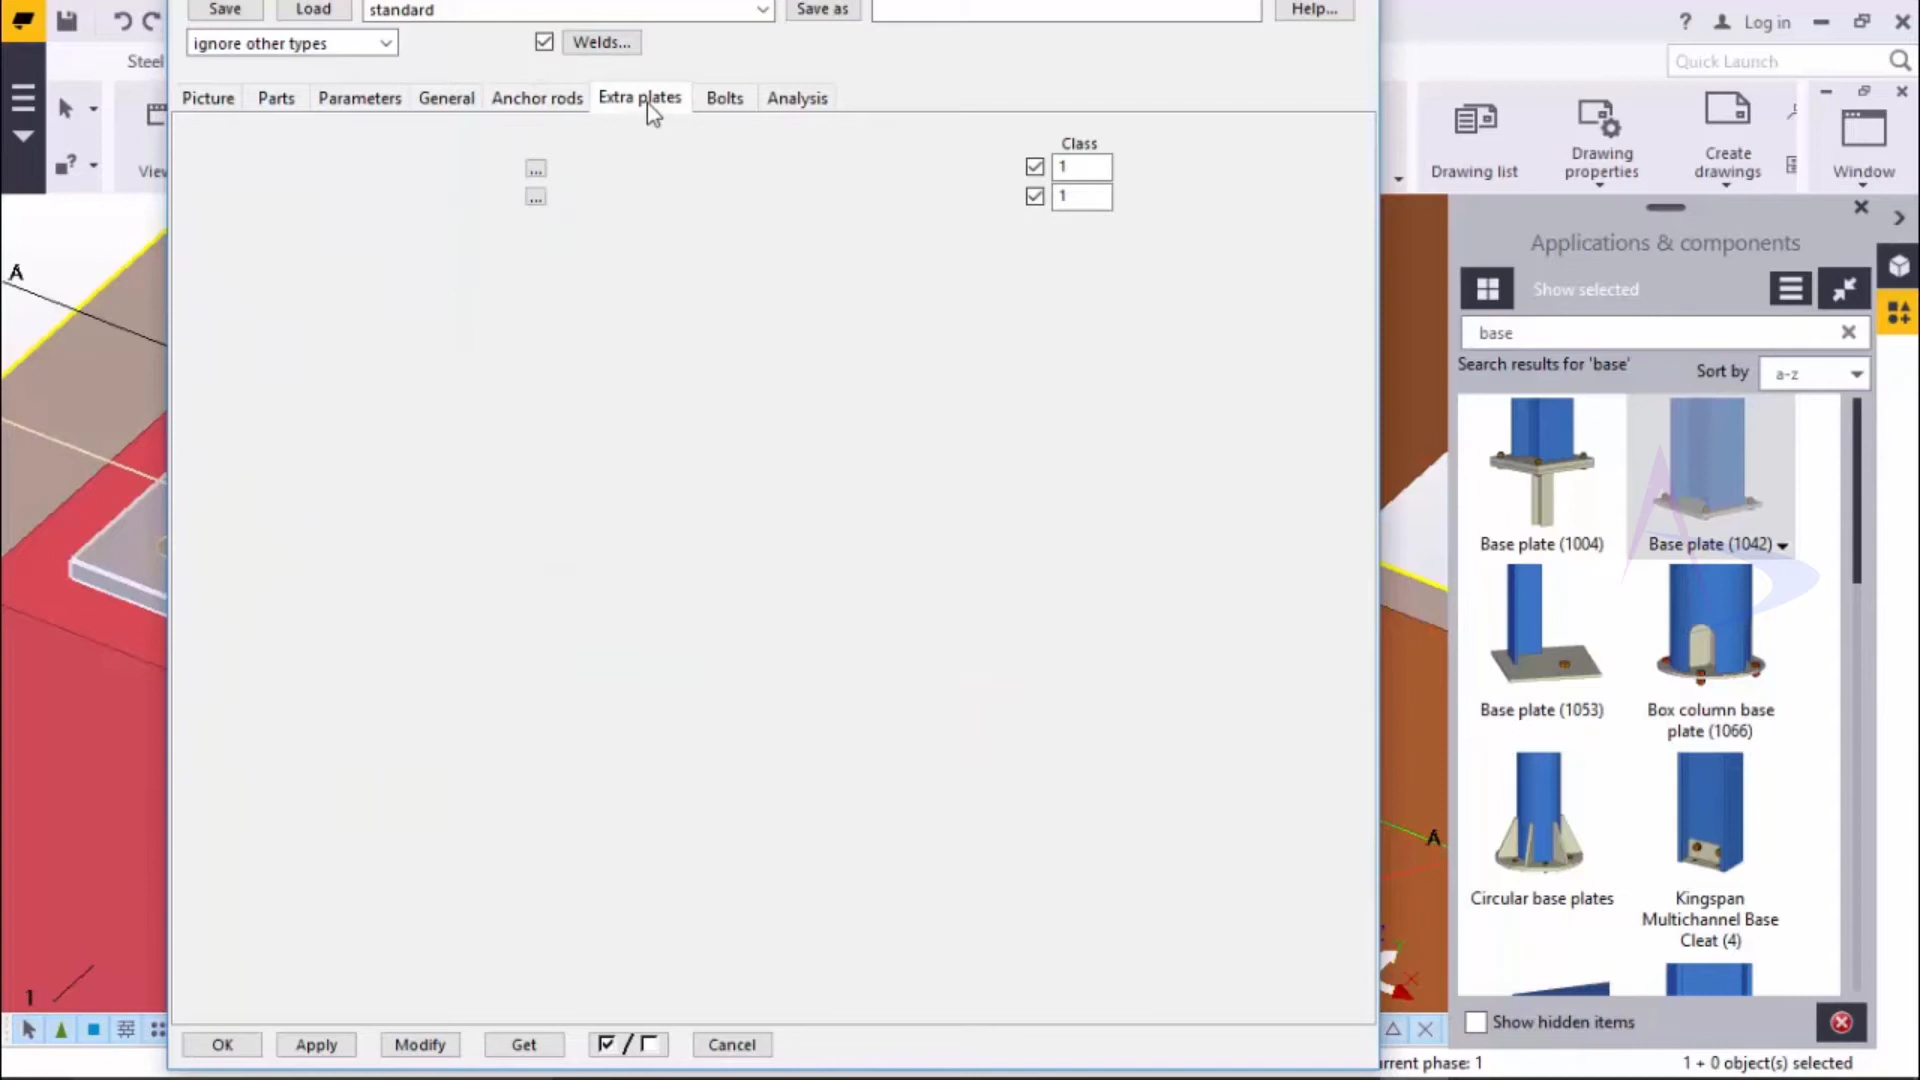 Save
Load
standard
Save as
Help...
? Log in
ignore other types
Welds...
Steel
Quick Launch
Picture
Parts
Parameters
General
Anchor rods
Extra plates
Bolts
Analysis
Class
... 1
... 1
View
Drawing list
Drawing properties
Create drawings
Window
A
Applications & components
Show selected
base
Search results for 'base'
Sort by
a-z
Base plate (1004)
Base plate (1042)
Base plate (1053)
Box column base
plate (1066)
Circular base plates
Kingspan
Multichannel Base
Cleat (4)
A
1
Show hidden items
OK
Apply
Modify
Get
/
Cancel
rrent phase: 1
1 + 0 object(s) selected